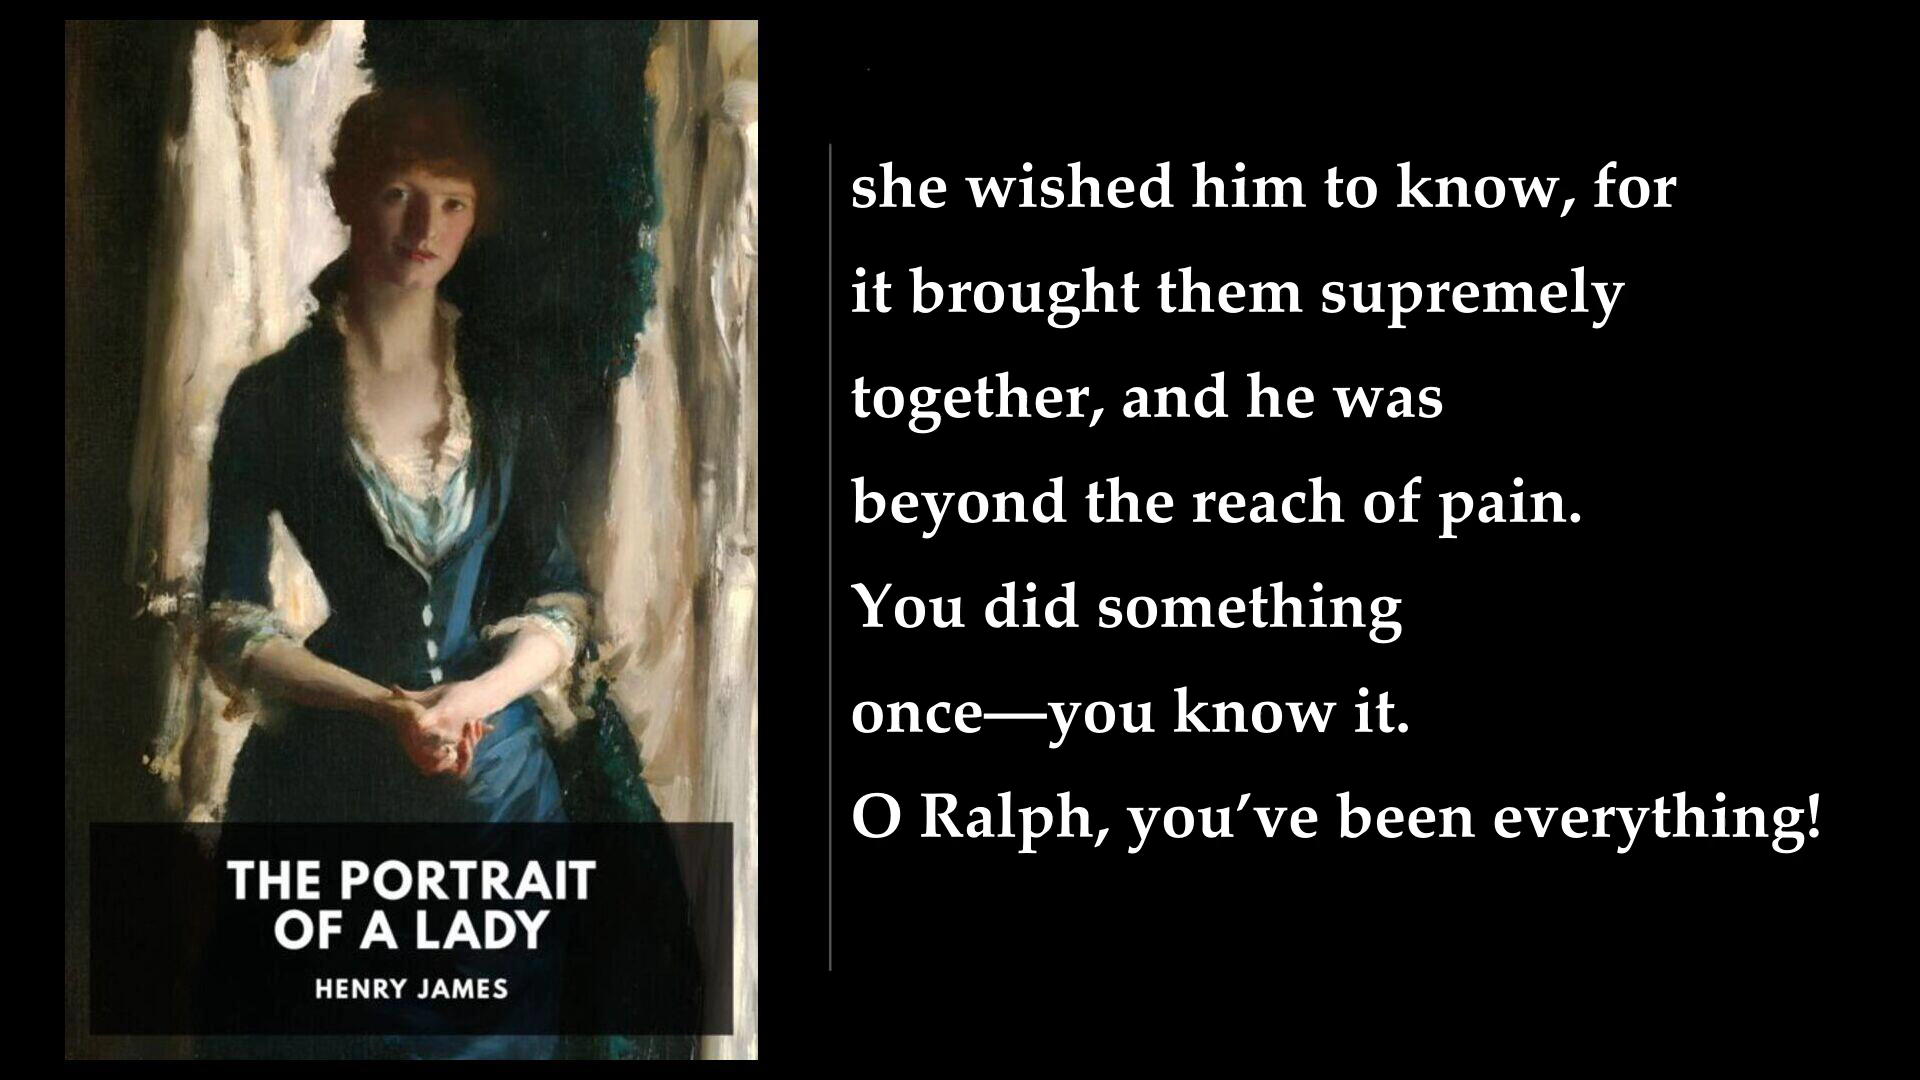 THE PORTRAIT
OF A LADY
HENRY JAMES
she wished him to know, for
it brought them supremely
together, and he was
beyond the reach of pain.
You did something
once—you know it.
O Ralph, you’ve been everything!